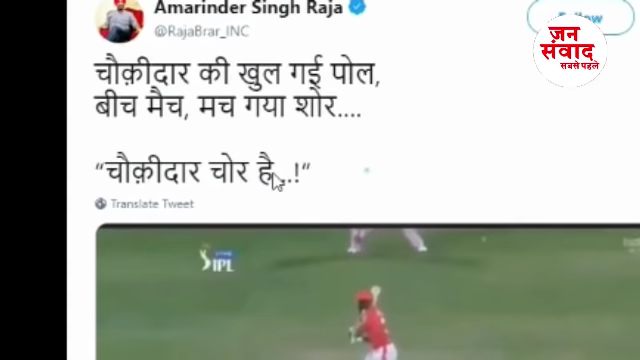 Amarinder Singh Raja
@RajaBrar_INC
Follow
जन
संवाद
सबसे पहले
चौक़ीदार की खुल गई पोल,
बीच मैच, मच गया शोर....
“चौक़ीदार चोर है...!“
Translate Tweet
IPL